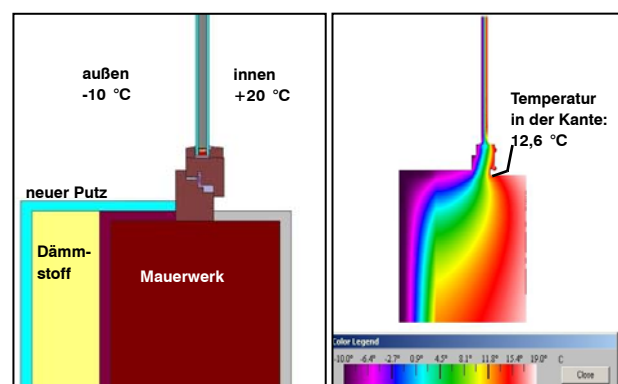 außen
-10 °C
innen
+20 °C
neuer Putz
Dämm-
stoff
Mauerwerk
Temperatur
in der Kante:
12,6 °C
Color Legend
-10.0° -6.4° -2.7° 0.9° 4.5° 8.1° 11.8° 15.4° 19.0° C
Close